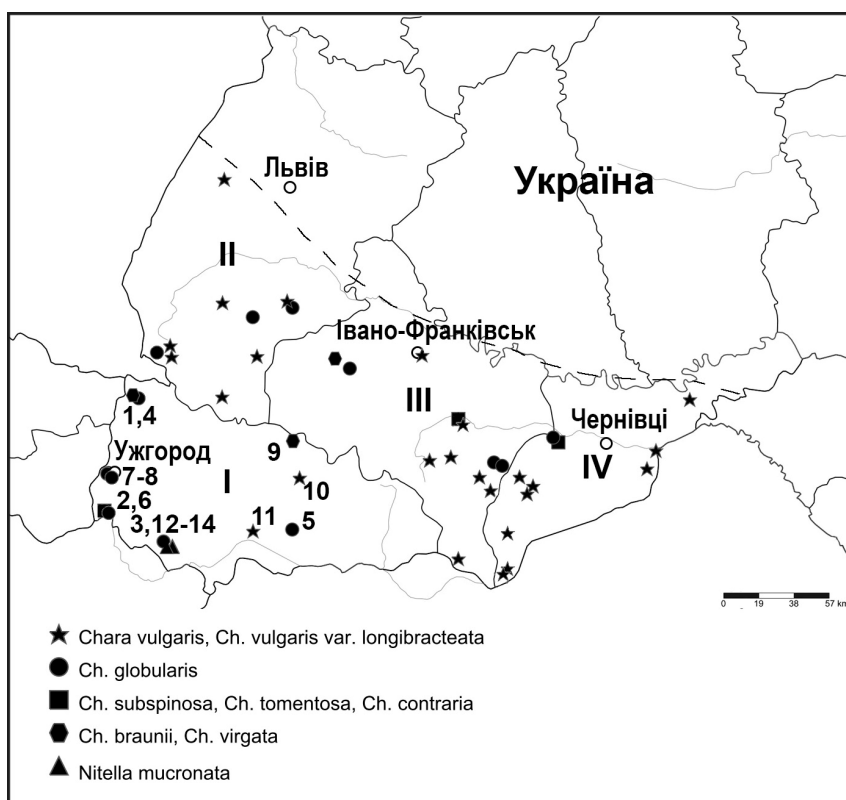 Львів
Україна
II
Івано-Франківськ
III
Чернівці
1,4
Ужгород
9
IV
7-8
I
10
2,6
11
5
3,12-14
0 19 38 57 km
Chara vulgaris, Ch. vulgaris var. longibracteata
Ch. globularis
Ch. subspinosa, Ch. tomentosa, Ch. contraria
Ch. braunii, Ch. virgata
Nitella mucronata